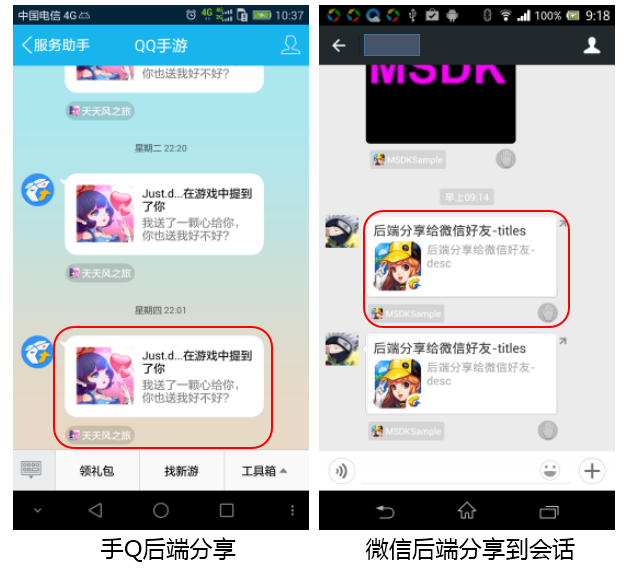 中国电信 4G
4G
10:37
服务助手
QQ手游
你也送我好不好?
天天风之旅
星期二 22:20
Just.d...在游戏中提到
了你
我送了一颗心给你，
你也送我好不好?
天天风之旅
星期四 22:01
Just.d...在游戏中提到
了你
我送了一颗心给你，
你也送我好不好?
天天风之旅
领礼包
找新游
工具箱
手Q后端分享
100%
9:18
MSDK
MSDKSample
早上09:14
后端分享给微信好友-titles
后端分享给微信好友-
desc
MSDKSample
后端分享给微信好友-titles
后端分享给微信好友-
desc
MSDKSample
微信后端分享到会话